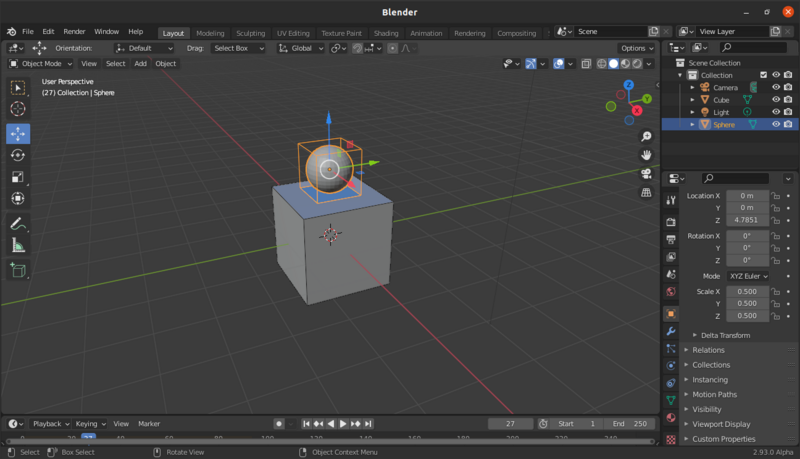 Blender
File Edit Render Window Help Layout Modeling Sculpting UV Editing Texture Paint Shading Animation Rendering Compositing Scene View Layer
Orientation: Default Drag: Select Box Global Options
Object Mode View Select Add Object
User Perspective
(27) Collection | Sphere
Z
Y
X
Scene Collection
Collection
Camera
Cube
Light
Sphere
Location X 0 m
Y 0 m
Z 4.7851
Rotation X 0°
Y 0°
Z 0°
Mode XYZ Euler
Scale X 0.500
Y 0.500
Z 0.500
Delta Transform
Relations
Collections
Instancing
Motion Paths
Visibility
Viewport Display
Custom Properties
Playback Keying View Marker 27 Start 1 End 250
0 20 27 40 60 80 100 120 140 160 180 200 220 240
Select Box Select Rotate View Object Context Menu 2.93.0 Alpha